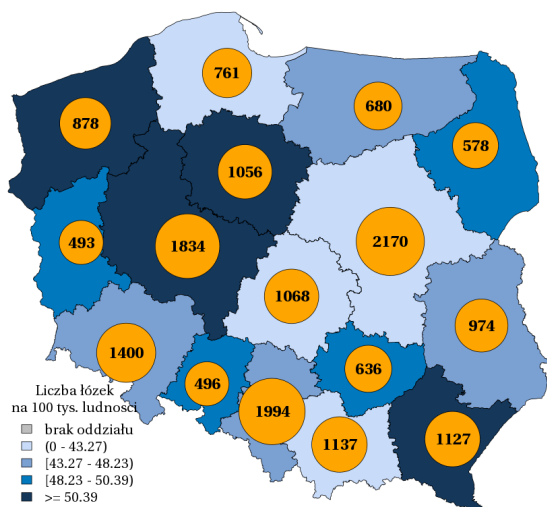 761
680
878
578
1056
493
1834
2170
1068
974
1400
636
496
1994
1137
1127
Liczba łózek
na 100 tys. ludności
brak oddziału
(0 - 43.27)
[43.27 - 48.23)
[48.23 - 50.39)
>= 50.39